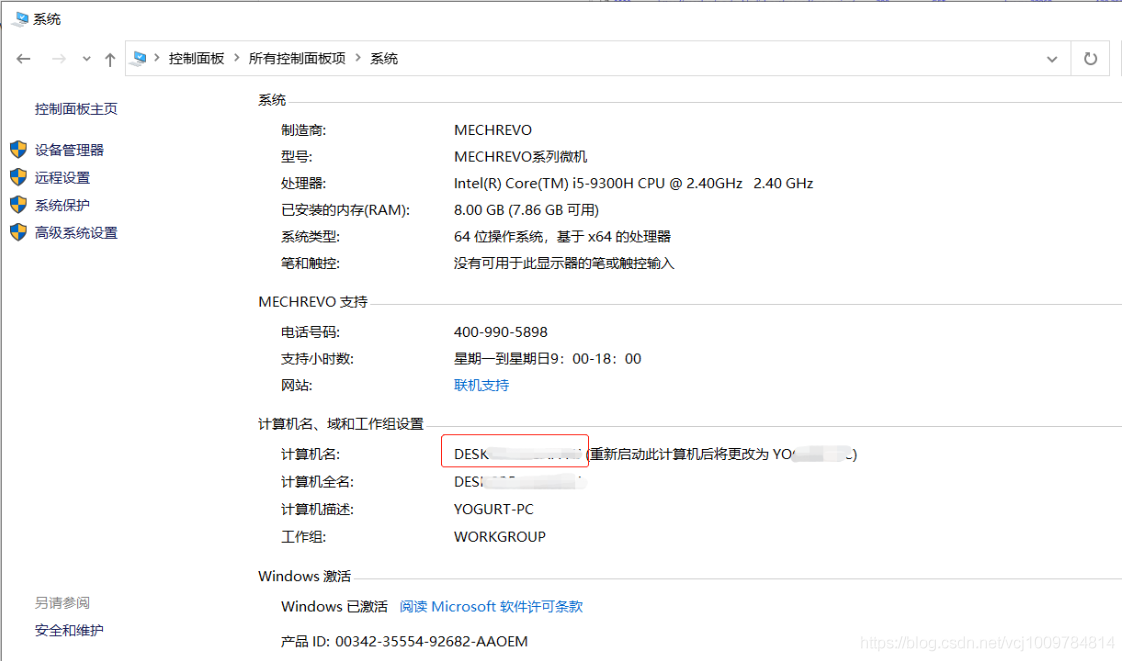 系统
控制面板 所有控制面板项 系统
控制面板主页
设备管理器
远程设置
系统保护
高级系统设置
系统
制造商: MECHREVO
型号: MECHREVO系列微机
处理器: Intel(R) Core(TM) i5-9300H CPU @ 2.40GHz 2.40 GHz
已安装的内存(RAM): 8.00 GB (7.86 GB 可用)
系统类型: 64 位操作系统，基于 x64 的处理器
笔和触控: 没有可用于此显示器的笔或触控输入
MECHREVO 支持
电话号码: 400-990-5898
支持小时数: 星期一到星期日9：00-18：00
网站: 联机支持
计算机名、域和工作组设置
计算机名: (重新启动此计算机后将更改为
计算机全名:
计算机描述: YOGURT-PC
工作组: WORKGROUP
Windows 激活
Windows 已激活 阅读 Microsoft 软件许可条款
产品 ID: 00342-35554-92682-AAOEM
另请参阅
安全和维护
https://blog.csdn.net/vcj1009784814